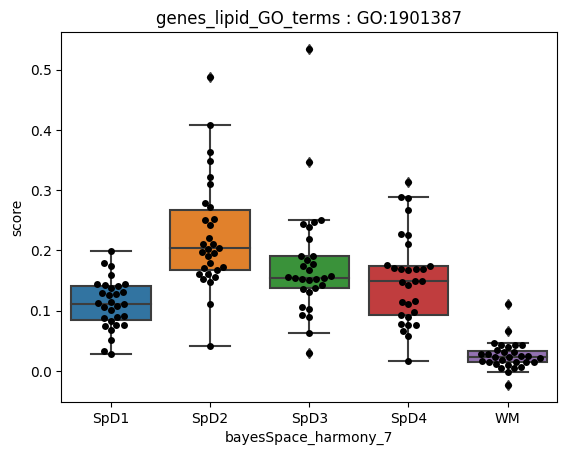 genes_lipid_GO_terms : GO:1901387
score
0.5
0.4
0.3
0.2
0.1
0.0
SpD1 SpD2 SpD3 SpD4 WM
bayesSpace_harmony_7